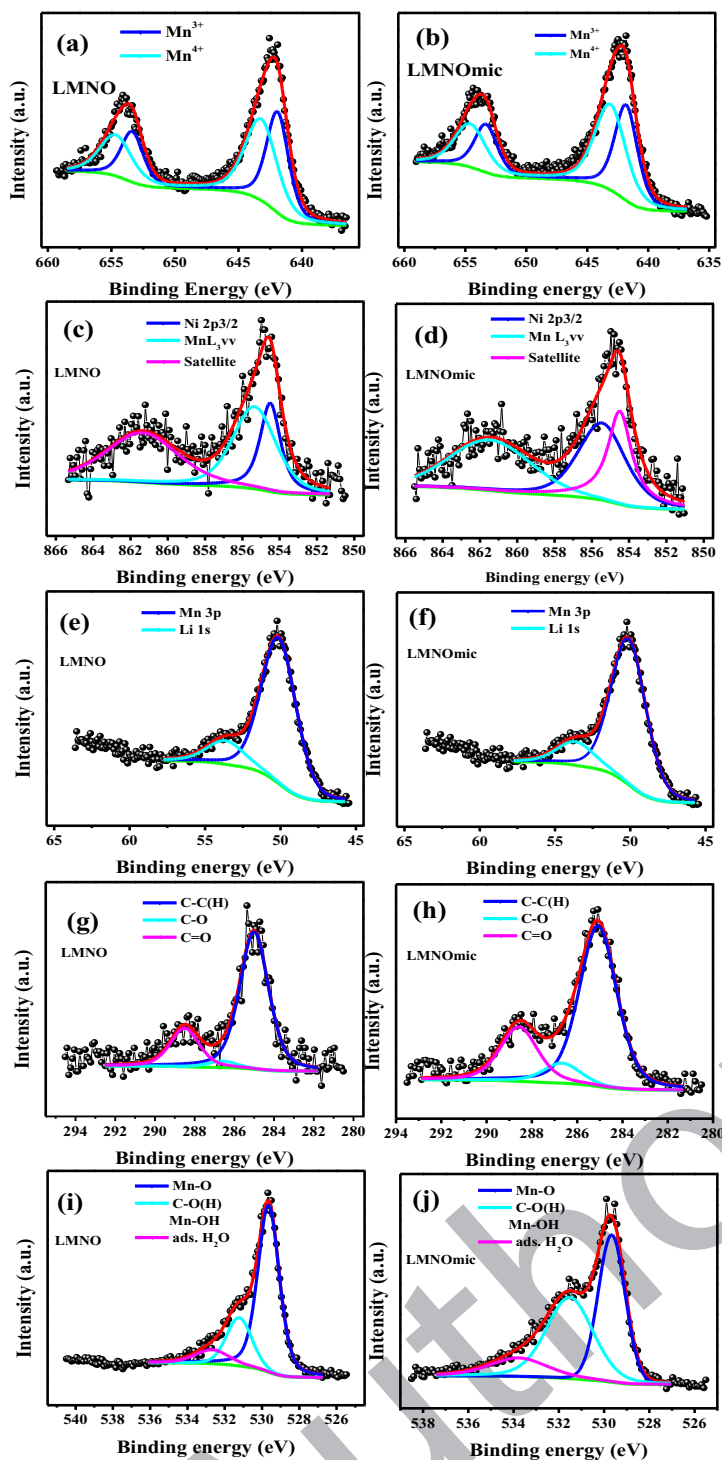 (a)
Mn3+
Mn4+
LMNO
Intensity (a.u.)
660 655 650 645 640
Binding Energy (eV)
(b)
Mn3+
Mn4+
LMNOmic
Intensity (a.u.)
660 655 650 645 640 635
Binding Energy (eV)
(c)
Ni 2p3/2
MnL3vv
Satellite
LMNO
Intensity (a.u.)
866 864 862 860 858 856 854 852 850
Binding energy (eV)
(d)
Ni 2p3/2
Mn L3vv
Satellite
LMNOmic
Intensity (a.u.)
866 864 862 860 858 856 854 852 850
Binding energy (eV)
(e)
Mn 3p
Li 1s
LMNO
Intensity (a.u.)
65 60 55 50 45
Binding energy (eV)
(f)
Mn 3p
Li 1s
LMNOmic
Intensity (a.u)
65 60 55 50 45
Binding energy (eV)
(g)
C-C(H)
C-O
C=O
LMNO
Intensity (a.u.)
294 292 290 288 286 284 282 280
Binding energy (eV)
(h)
C-C(H)
C-O
C=O
LMNOmic
Intensity (a.u.)
294 292 290 288 286 284 282 280
Binding energy (eV)
(i)
Mn-O
C-O(H)
Mn-OH
ads. H2O
LMNO
Intensity (a.u.)
540 538 536 534 532 530 528 526
Binding energy (eV)
(j)
Mn-O
C-O(H)
Mn-OH
ads. H2O
LMNOmic
Intensity (a.u.)
538 536 534 532 530 528 526
Binding energy (eV)
utho